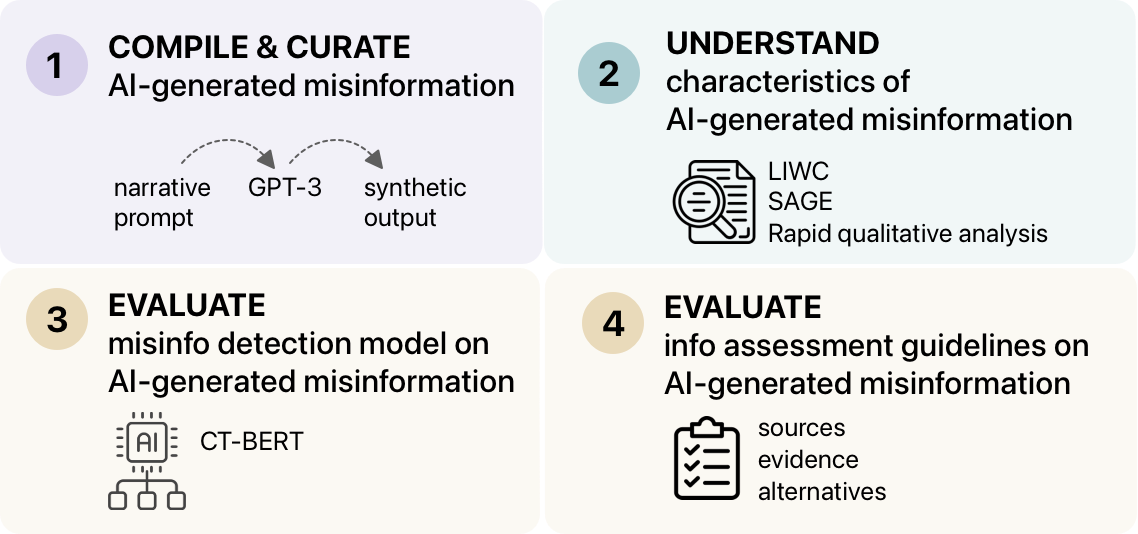 1
COMPILE & CURATE
AI-generated misinformation
narrative
prompt
GPT-3
synthetic
output
2
UNDERSTAND
characteristics of
AI-generated misinformation
LIWC
SAGE
Rapid qualitative analysis
3
EVALUATE
misinfo detection model on
AI-generated misinformation
AI
CT-BERT
4
EVALUATE
info assessment guidelines on
AI-generated misinformation
sources
evidence
alternatives